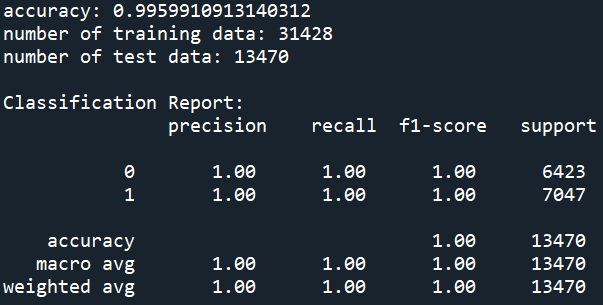 accuracy: 0.9959910913140312
number of training data: 31428
number of test data: 13470
Classification Report:
precision recall f1-score support
0 1.00 1.00 1.00 6423
1 1.00 1.00 1.00 7047
accuracy 1.00 13470
macro avg 1.00 1.00 1.00 13470
weighted avg 1.00 1.00 1.00 13470